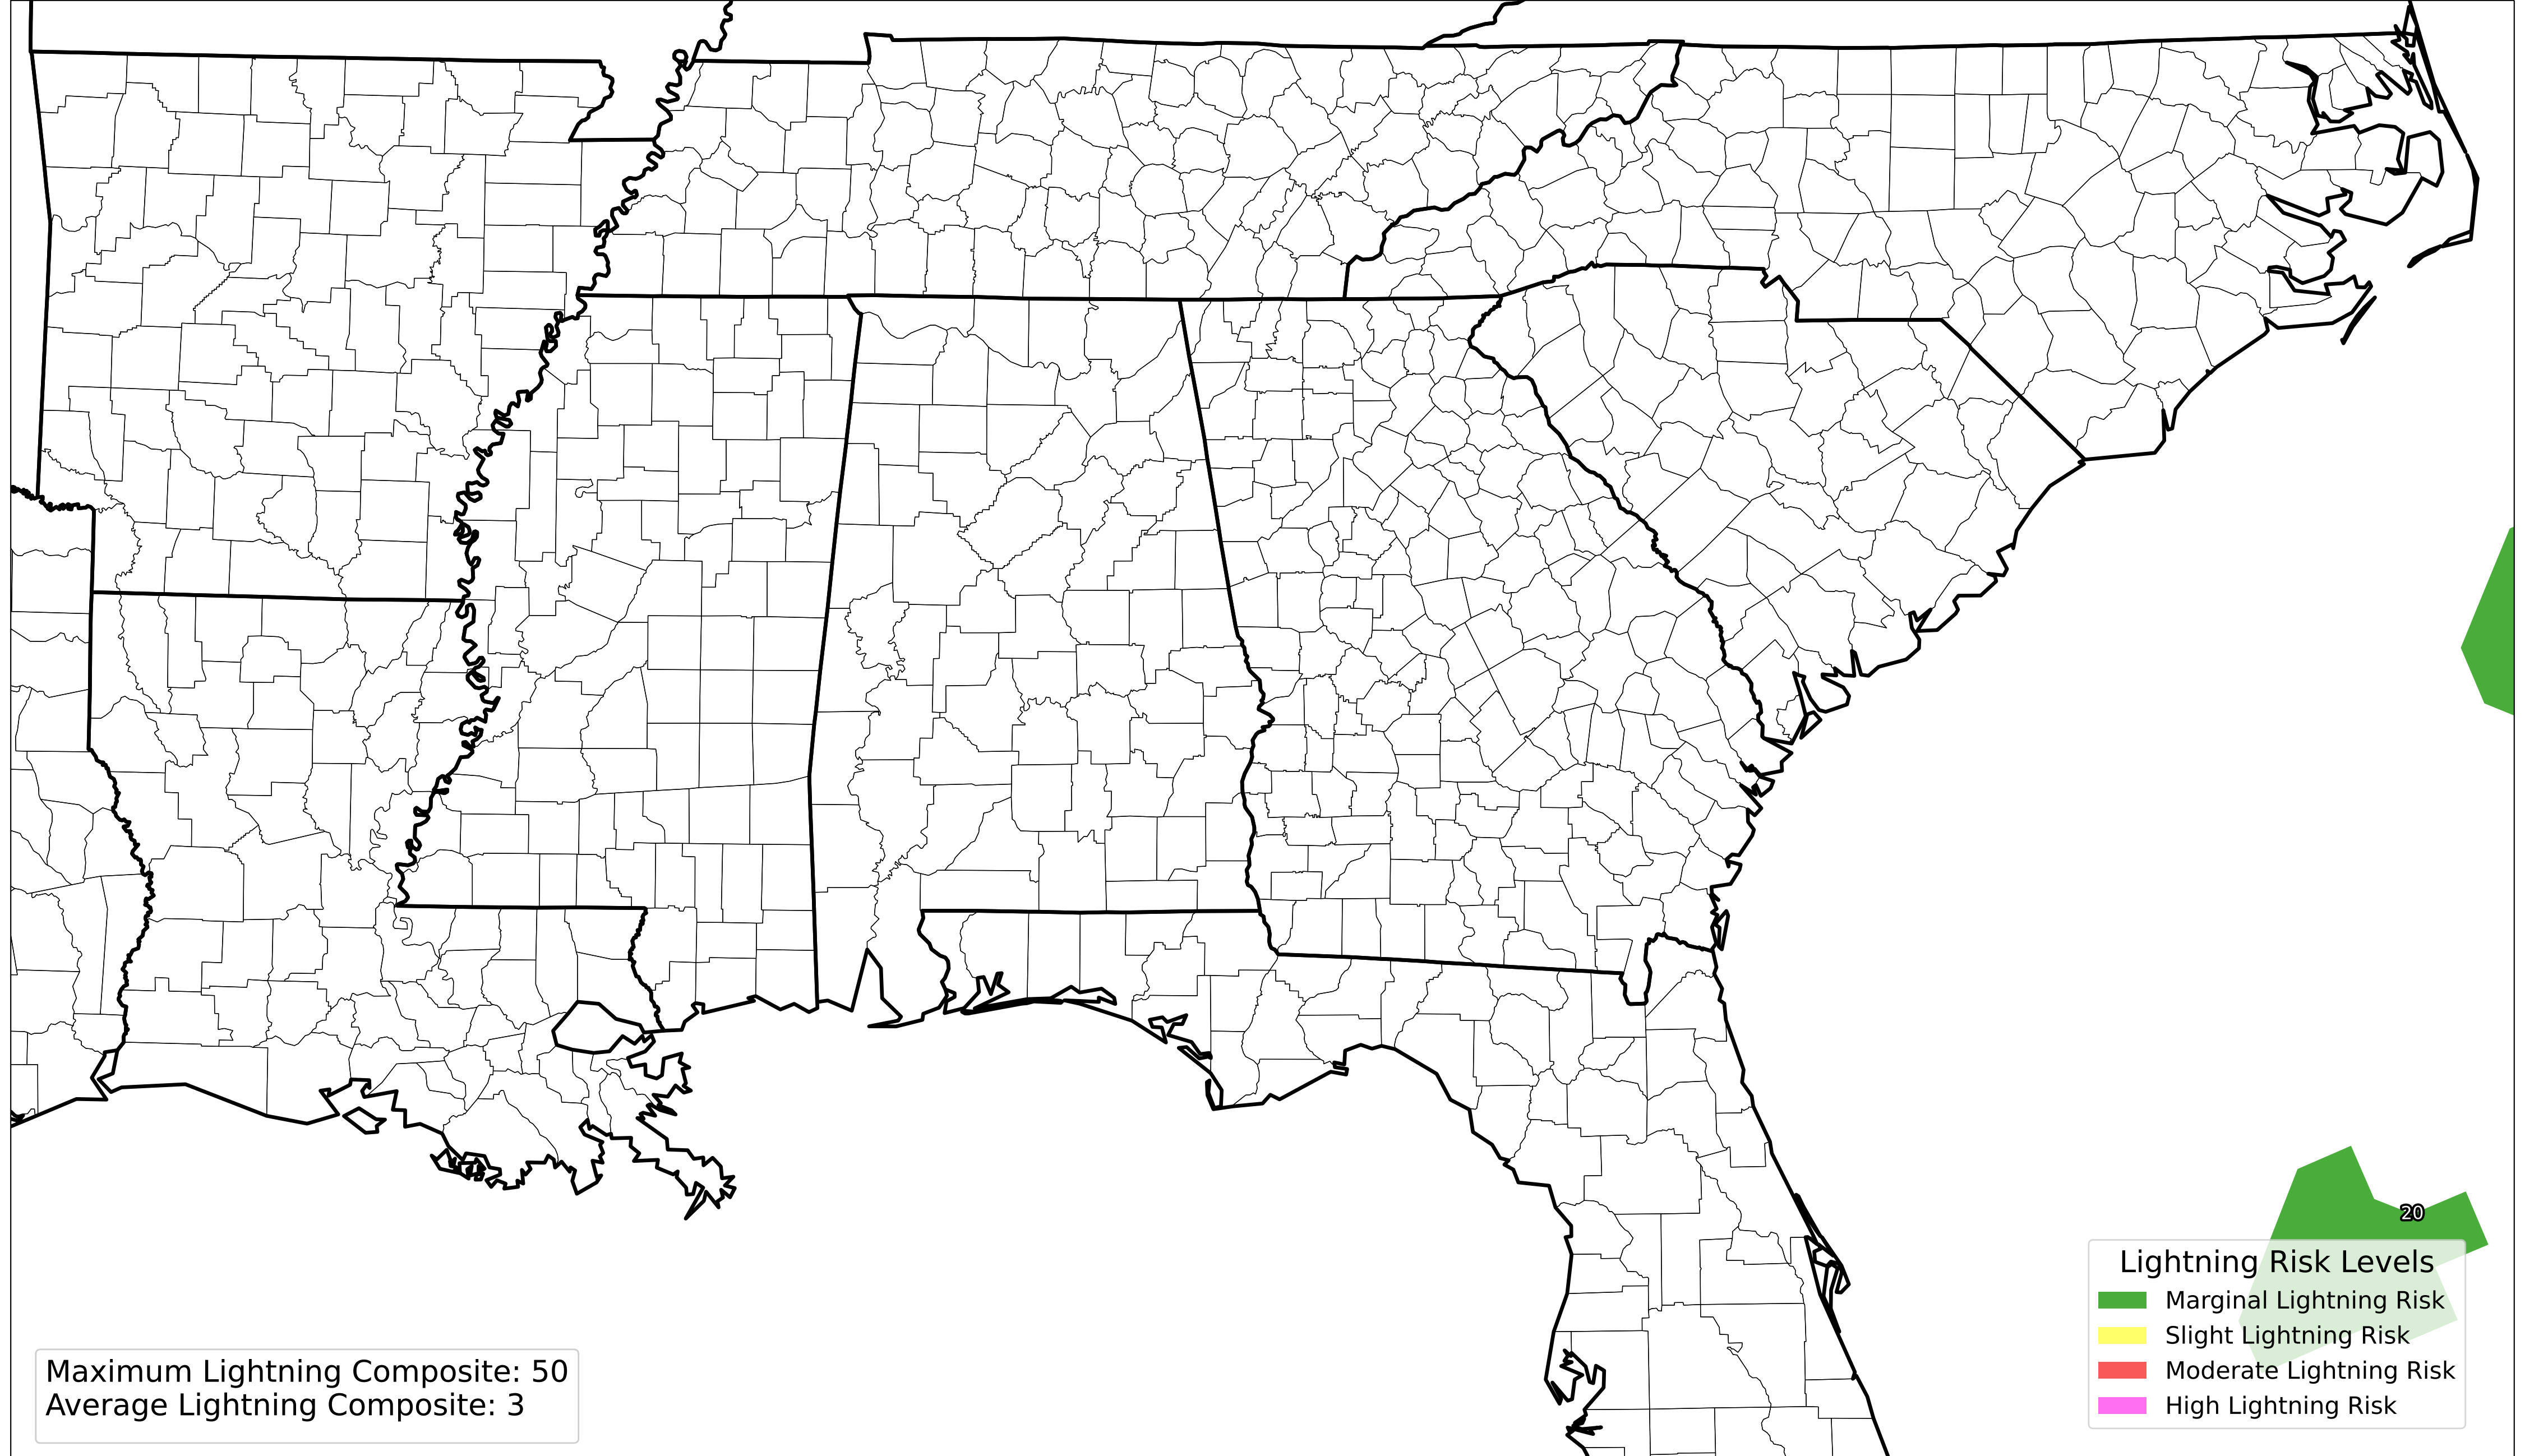 20
Lightning Risk Levels
Marginal Lightning Risk
Slight Lightning Risk
Moderate Lightning Risk
High Lightning Risk
Maximum Lightning Composite: 50
Average Lightning Composite: 3